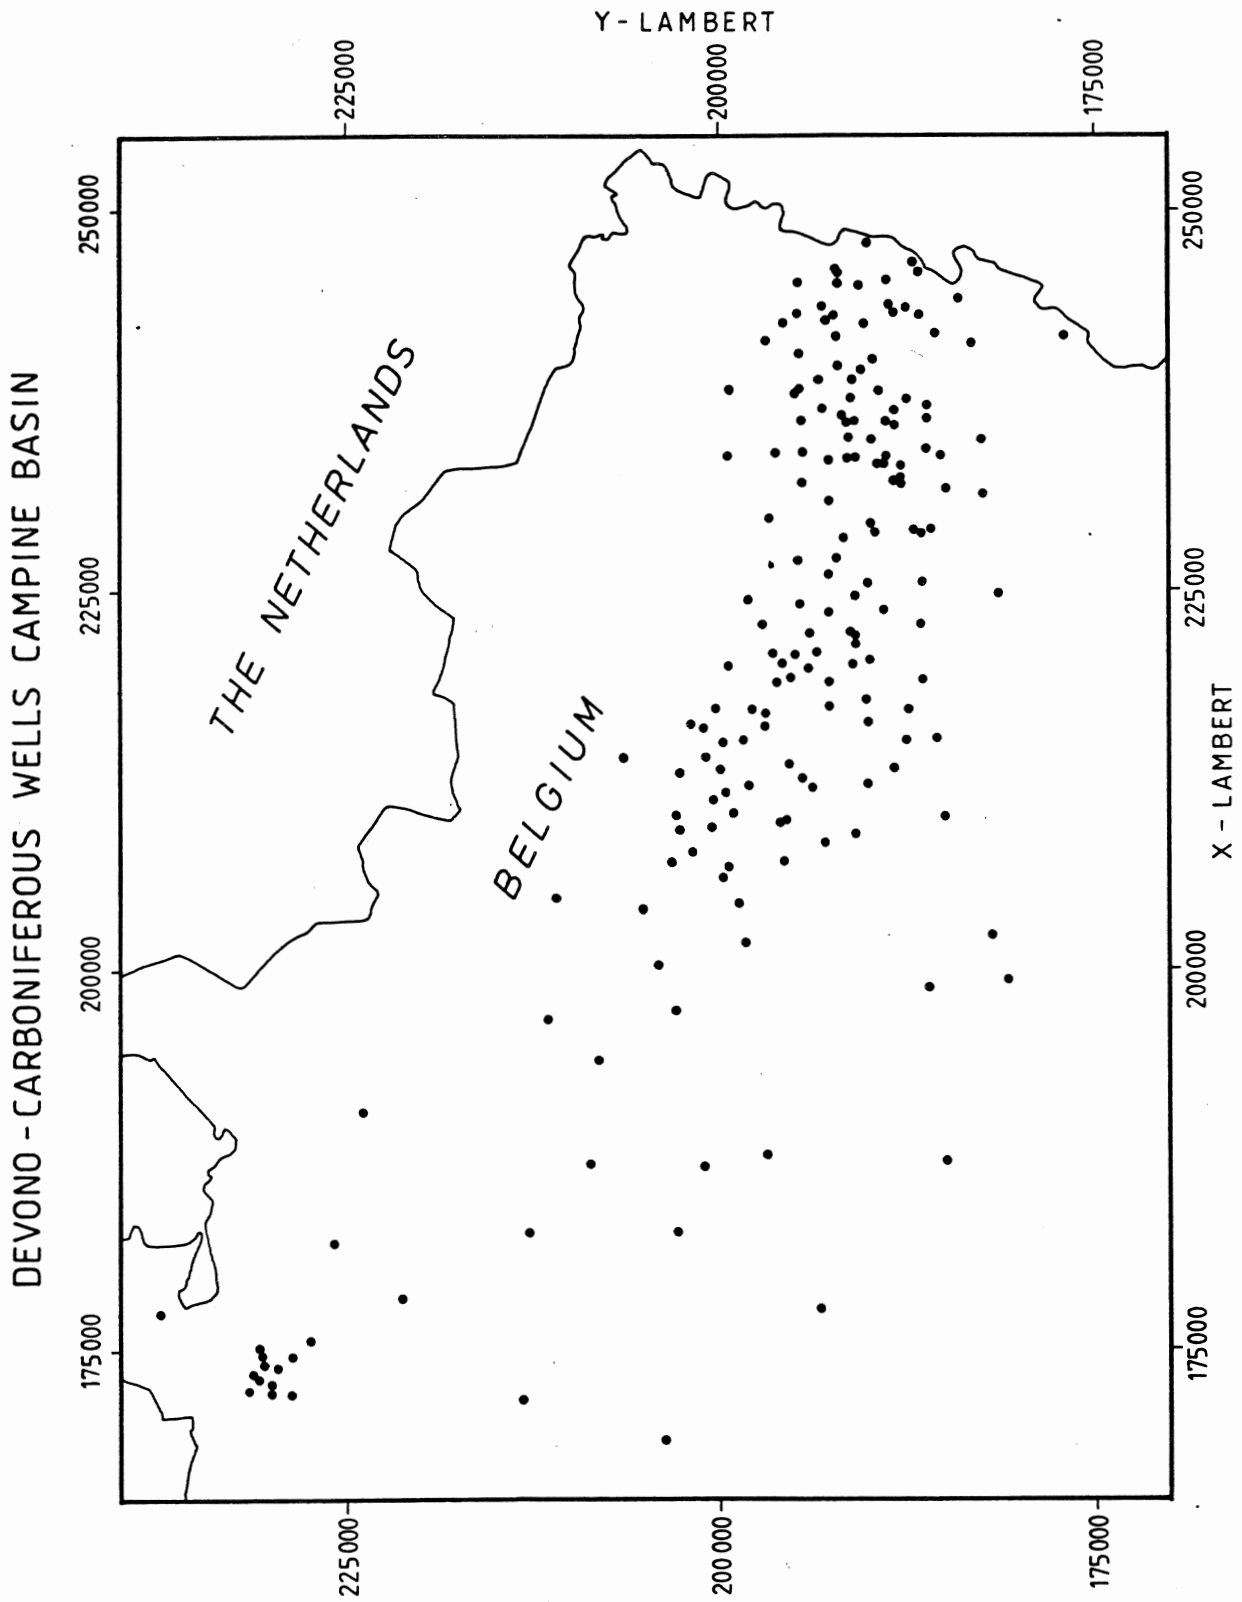 DEVONO - CARBONIFEROUS WELLS CAMPINE BASIN
175000
200000
225000
250000
225000
225000
THE NETHERLANDS
BELGIUM
200000
200000
Y - LAMBERT
175000
175000
175000
200000
225000
250000
X - LAMBERT